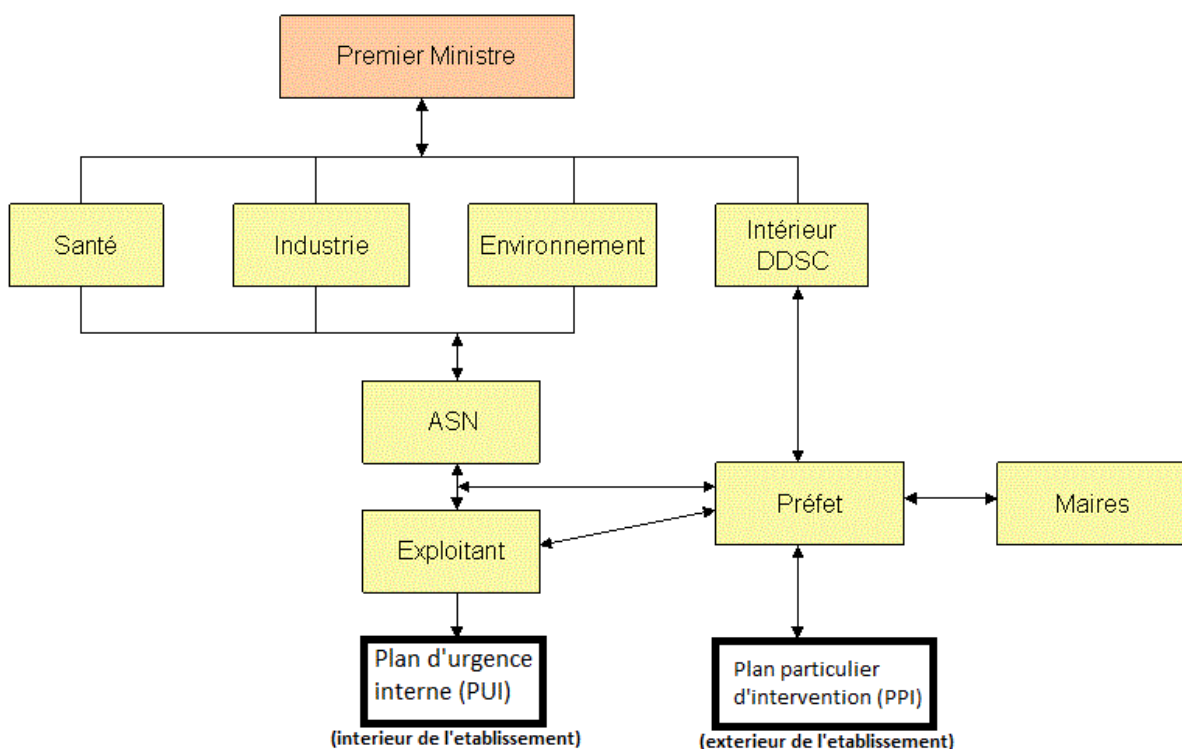 Premier Ministre
Santé
Industrie
Environnement
Intérieur
DDSC
ASN
Préfet
Maires
Exploitant
Plan d'urgence
interne (PUI)
Plan particulier
d'intervention (PPI)
(interieur de l'etablissement)
(exterieur de l'etablissement)